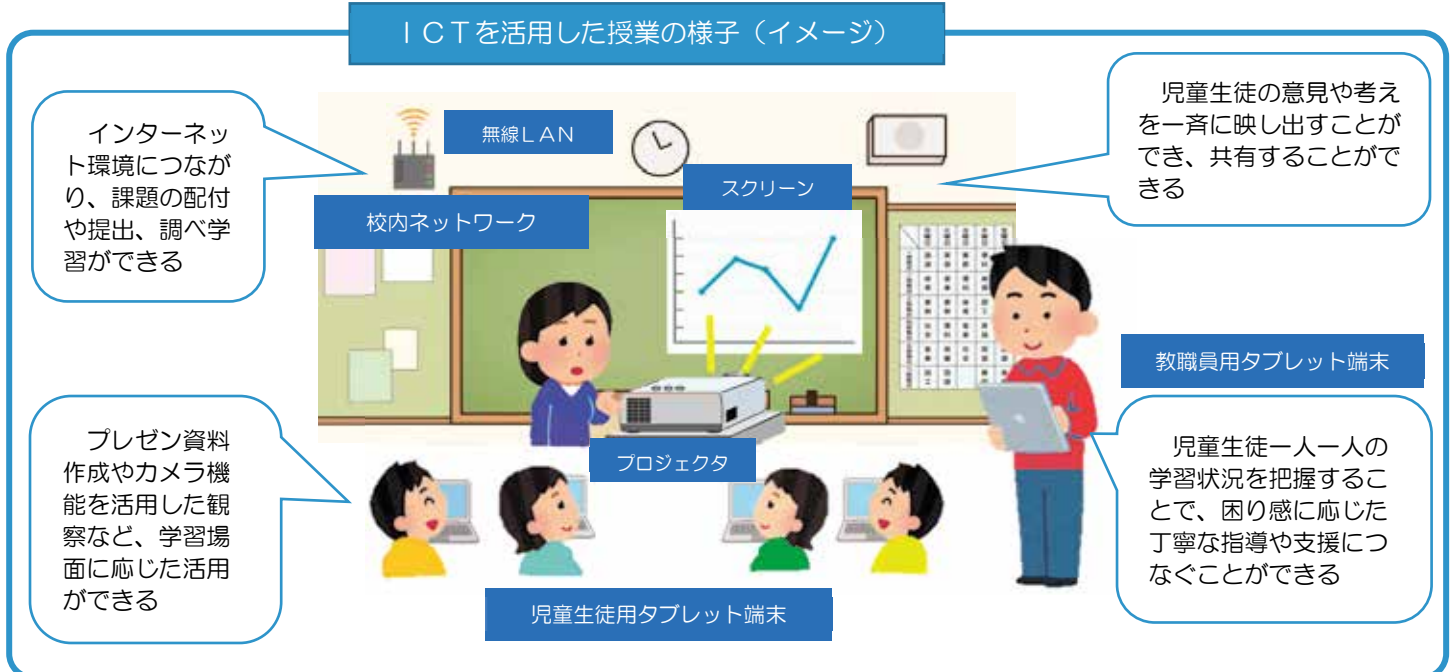 ＩＣＴを活用した授業の様子（イメージ）
インターネッ
ト環境につなが
り、課題の配付
や提出、調べ学
習ができる
無線ＬＡＮ
校内ネットワーク
スクリーン
児童生徒の意見や考え
を一斉に映し出すことが
でき、共有することがで
きる
教職員用タブレット端末
プレゼン資料
作成やカメラ機
能を活用した観
察など、学習場
面に応じた活用
ができる
プロジェクタ
児童生徒一人一人の
学習状況を把握するこ
とで、困り感に応じた
丁寧な指導や支援につ
なぐことができる
児童生徒用タブレット端末